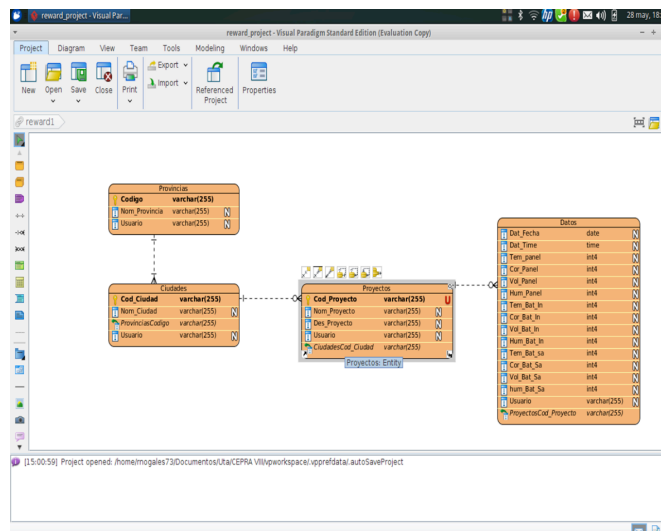 reward_project - Visual Par...
hp
28 may, 18:
reward_project - Visual Paradigm Standard Edition (Evaluation Copy)
Project Diagram View Team Tools Modeling Windows Help
New Open Save Close Print Export Import Referenced Project Properties
reward1
Provincias
Codigo varchar(255)
Nom_Provincia varchar(255) N
Usuario varchar(255) N
Ciudades
Cod_Ciudad varchar(255)
Nom_Ciudad varchar(255) N
ProvinciasCodigo varchar(255)
Usuario varchar(255) N
Proyectos
Cod_Proyecto varchar(255) U
Nom_Proyecto varchar(255) N
Des_Proyecto varchar(255) N
Usuario varchar(255) N
CiudadesCod_Ciudad varchar(255)
Proyectos: Entity
Datos
Dat_Fecha date N
Dat_Time time N
Tem_panel int4 N
Cor_Panel int4 N
Vol_Panel int4 N
Hum_Panel int4 N
Tem_Bat_In int4 N
Cor_Bat_In int4 N
Vol_Bat_In int4 N
Hum_Bat_In int4 N
Tem_Bat_sa int4 N
Cor_Bat_Sa int4 N
Vol_Bat_Sa int4 N
hum_Bat_Sa int4 N
Usuario varchar(255) N
ProyectosCod_Proyecto varchar(255)
[15:00:59] Project opened: /home/rnogales73/Documentos/Uta/CEPRA VIII/vpworkspace/.vpprefdata/.autoSaveProject